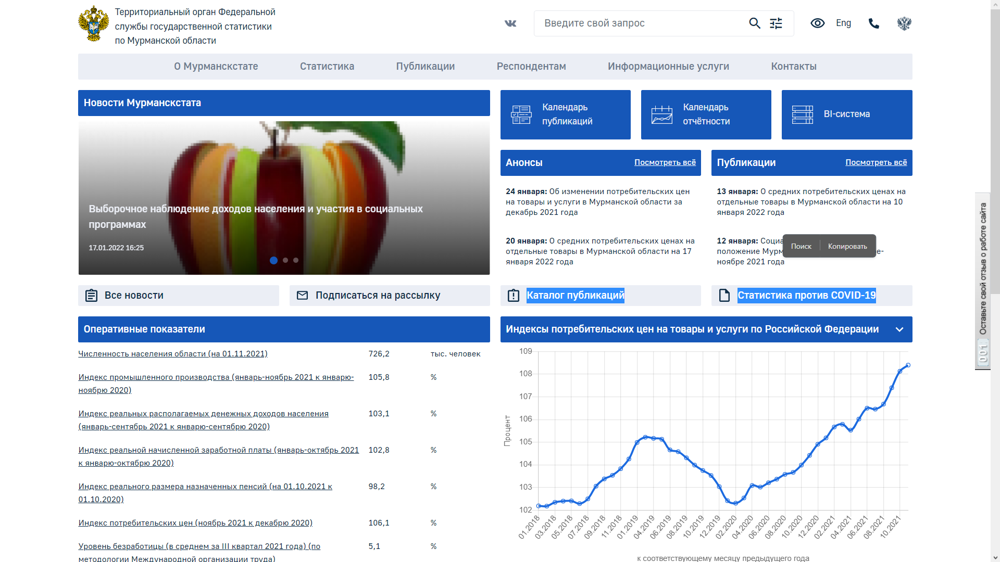 Территориальный орган Федеральной
службы государственной статистики
по Мурманской области
Введите свой запрос
Eng
О Мурманскстате
Статистика
Публикации
Респондентам
Информационные услуги
Контакты
Новости Мурманскстата
Выборочное наблюдение доходов населения и участия в социальных
программах
17.01.2022 16:25
Календарь
публикаций
Календарь
отчётности
BI-система
Анонсы
Посмотреть всё
24 января: Об изменении потребительских цен
на товары и услуги в Мурманской области за
декабрь 2021 года
20 января: О средних потребительских ценах на
отдельные товары в Мурманской области на 17
января 2022 года
Публикации
Посмотреть всё
13 января: О средних потребительских ценах на
отдельные товары в Мурманской области на 10
января 2022 года
12 января:
положение
ноябре 2021 года
Поиск
Копировать
Все новости
Подписаться на рассылку
Каталог публикаций
Статистика против COVID-19
Оперативные показатели
Численность населения области (на 01.11.2021) 726,2 тыс. человек
Индекс промышленного производства (январь-ноябрь 2021 к январю- 105,8 %
ноябрю 2020)
Индекс реальных располагаемых денежных доходов населения 103,1 %
(январь-сентябрь 2021 к январю-сентябрю 2020)
Индекс реальной начисленной заработной платы (январь-октябрь 2021 102,8 %
к январю-октябрю 2020)
Индекс реального размера назначенных пенсий (на 01.10.2021 к 98,2 %
01.10.2020)
Индекс потребительских цен (ноябрь 2021 к декабрю 2020) 106,1 %
Уровень безработицы (в среднем за III квартал 2021 года) (по 5,1 %
методологии Международной организации труда)
Индексы потребительских цен на товары и услуги по Российской Федерации
109
108
107
106
105
104
103
102
Процент
01.2018
03.2018
05.2018
07.2018
09.2018
11.2018
01.2019
04.2019
06.2019
08.2019
10.2019
12.2019
02.2020
04.2020
06.2020
08.2020
10.2020
12.2020
02.2021
04.2021
06.2021
08.2021
10.2021
к соответствующему месяцу предыдущего года
Оставьте свой отзыв о работе сайта
001